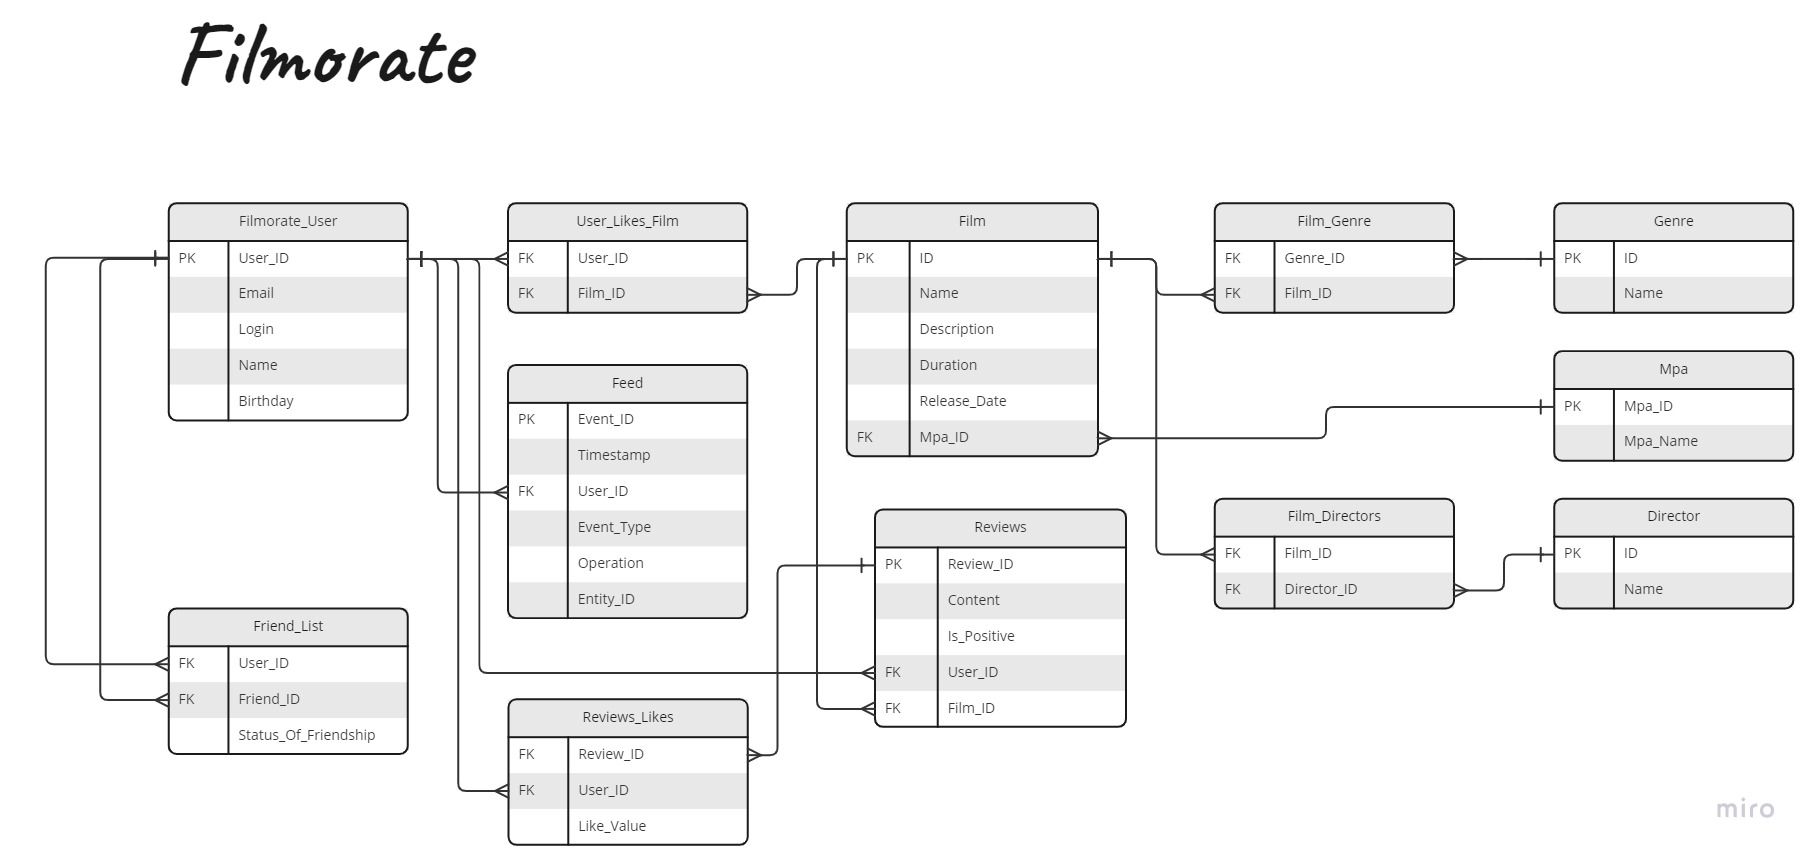 Filmorate
Filmorate_User
PK User_ID
Email
Login
Name
Birthday
Friend_List
FK User_ID
FK Friend_ID
Status_Of_Friendship
User_Likes_Film
FK User_ID
FK Film_ID
Feed
PK Event_ID
Timestamp
FK User_ID
Event_Type
Operation
Entity_ID
Reviews_Likes
FK Review_ID
FK User_ID
Like_Value
Film
PK ID
Name
Description
Duration
Release_Date
FK Mpa_ID
Reviews
PK Review_ID
Content
Is_Positive
FK User_ID
FK Film_ID
Film_Genre
FK Genre_ID
FK Film_ID
Film_Directors
FK Film_ID
FK Director_ID
Genre
PK ID
Name
Mpa
PK Mpa_ID
Mpa_Name
Director
PK ID
Name
miro